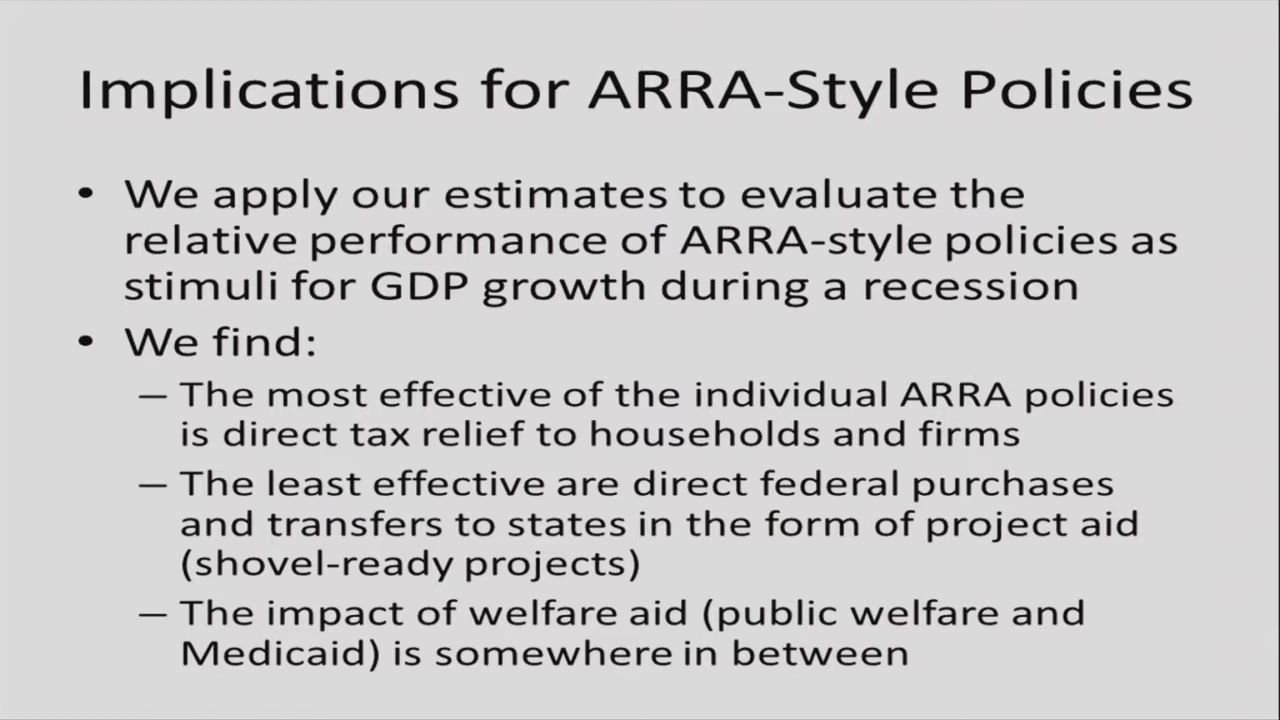 Implications for ARRA-Style Policies
• We apply our estimates to evaluate the
relative performance of ARRA-style policies as
stimuli for GDP growth during a recession
• We find:
– The most effective of the individual ARRA policies
is direct tax relief to households and firms
– The least effective are direct federal purchases
and transfers to states in the form of project aid
(shovel-ready projects)
– The impact of welfare aid (public welfare and
Medicaid) is somewhere in between